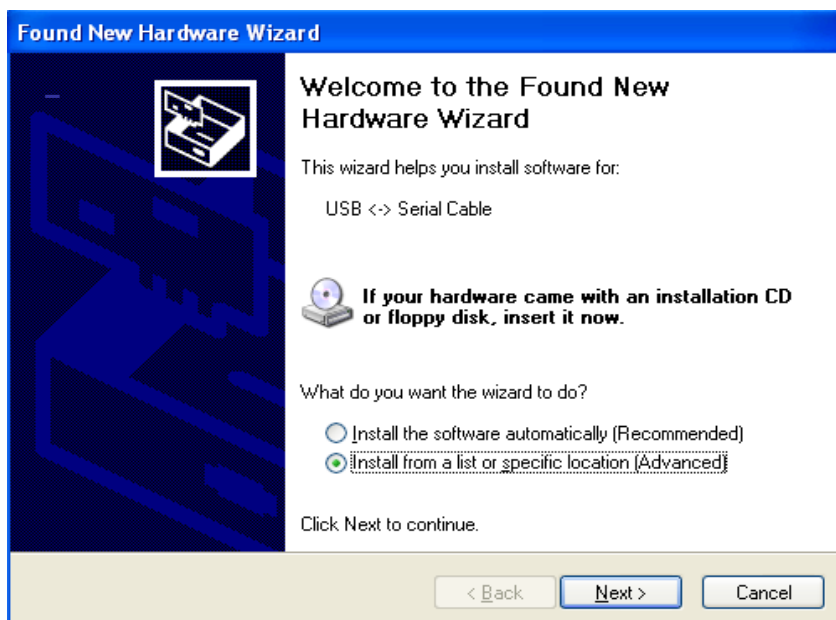 Found New Hardware Wizard
Welcome to the Found New
Hardware Wizard
This wizard helps you install software for:
USB <-> Serial Cable
If your hardware came with an installation CD
or floppy disk, insert it now.
What do you want the wizard to do?
Install the software automatically (Recommended)
Install from a list or specific location (Advanced)
Click Next to continue.
< Back Next > Cancel